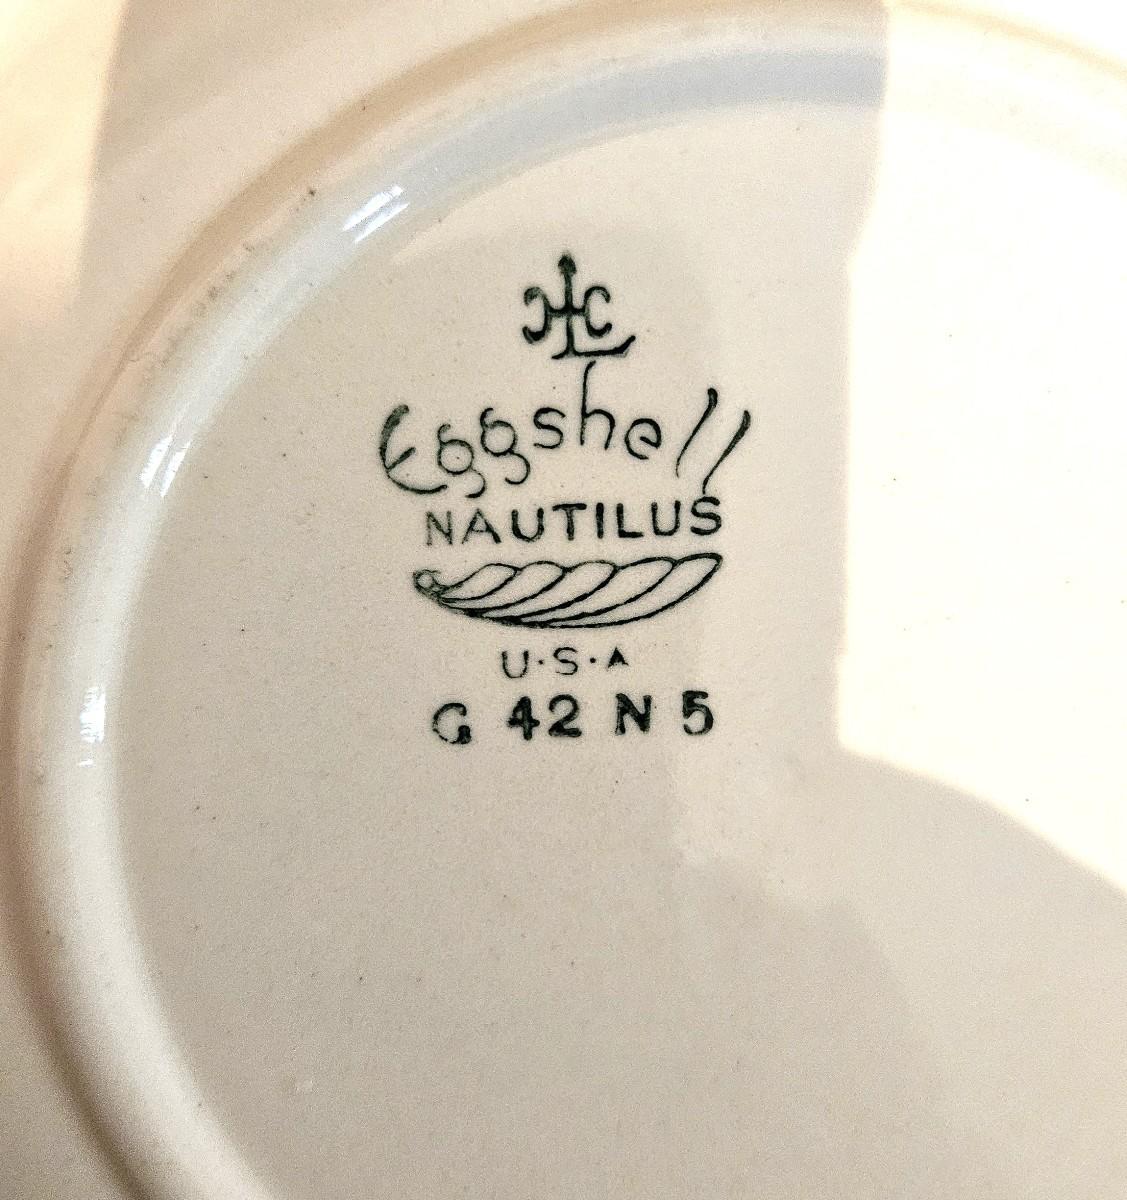 HLC
Eggshell
NAUTILUS
U·S·A
G 42 N 5